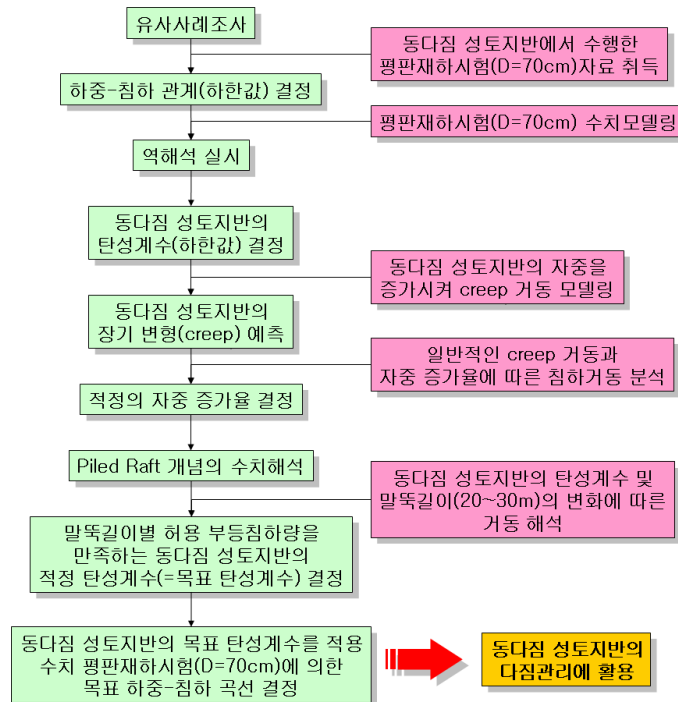 유사사례조사
동다짐 성토지반에서 수행한
평판재하시험(D=70cm)자료 취득
하중-침하 관계(하한값) 결정
평판재하시험(D=70cm) 수치모델링
역해석 실시
동다짐 성토지반의
탄성계수(하한값) 결정
동다짐 성토지반의 자중을
증가시켜 creep 거동 모델링
동다짐 성토지반의
장기 변형(creep) 예측
일반적인 creep 거동과
자중 증가율에 따른 침하거동 분석
적정의 자중 증가율 결정
Piled Raft 개념의 수치해석
동다짐 성토지반의 탄성계수 및
말뚝길이(20~30m)의 변화에 따른
거동 해석
말뚝길이별 허용 부등침하량을
만족하는 동다짐 성토지반의
적정 탄성계수(=목표 탄성계수) 결정
동다짐 성토지반의 목표 탄성계수를 적용
수치 평판재하시험(D=70cm)에 의한
목표 하중-침하 곡선 결정
동다짐 성토지반의
다짐관리에 활용